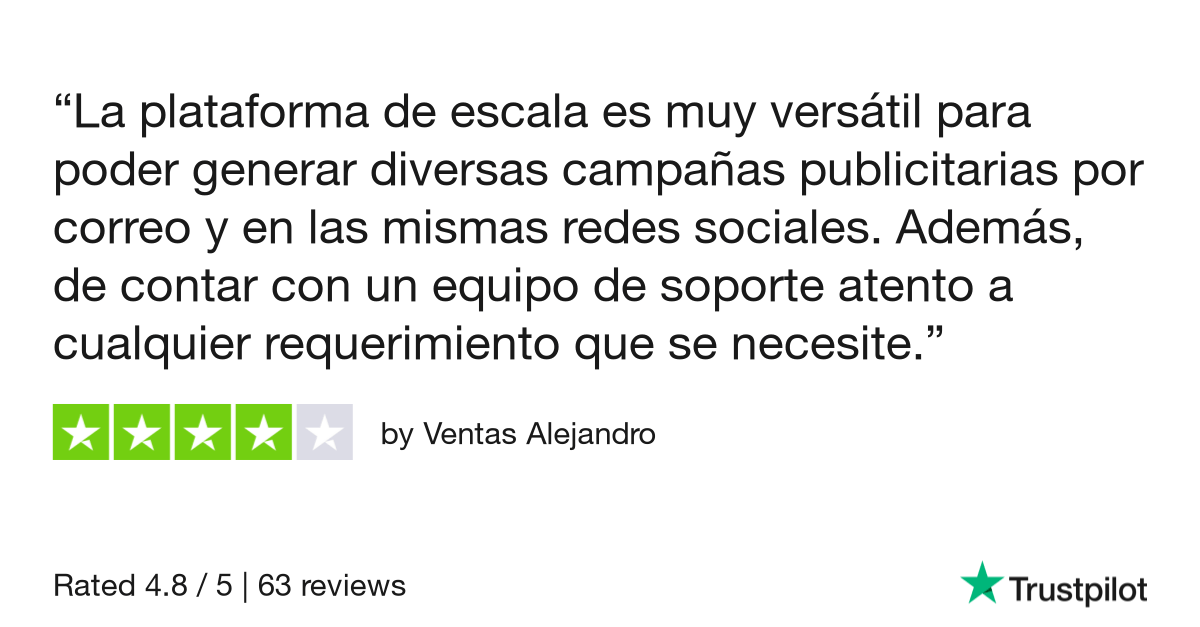 “La plataforma de escala es muy versátil para
poder generar diversas campañas publicitarias por
correo y en las mismas redes sociales. Además,
de contar con un equipo de soporte atento a
cualquier requerimiento que se necesite.”
by Ventas Alejandro
Rated 4.8 / 5 | 63 reviews
Trustpilot